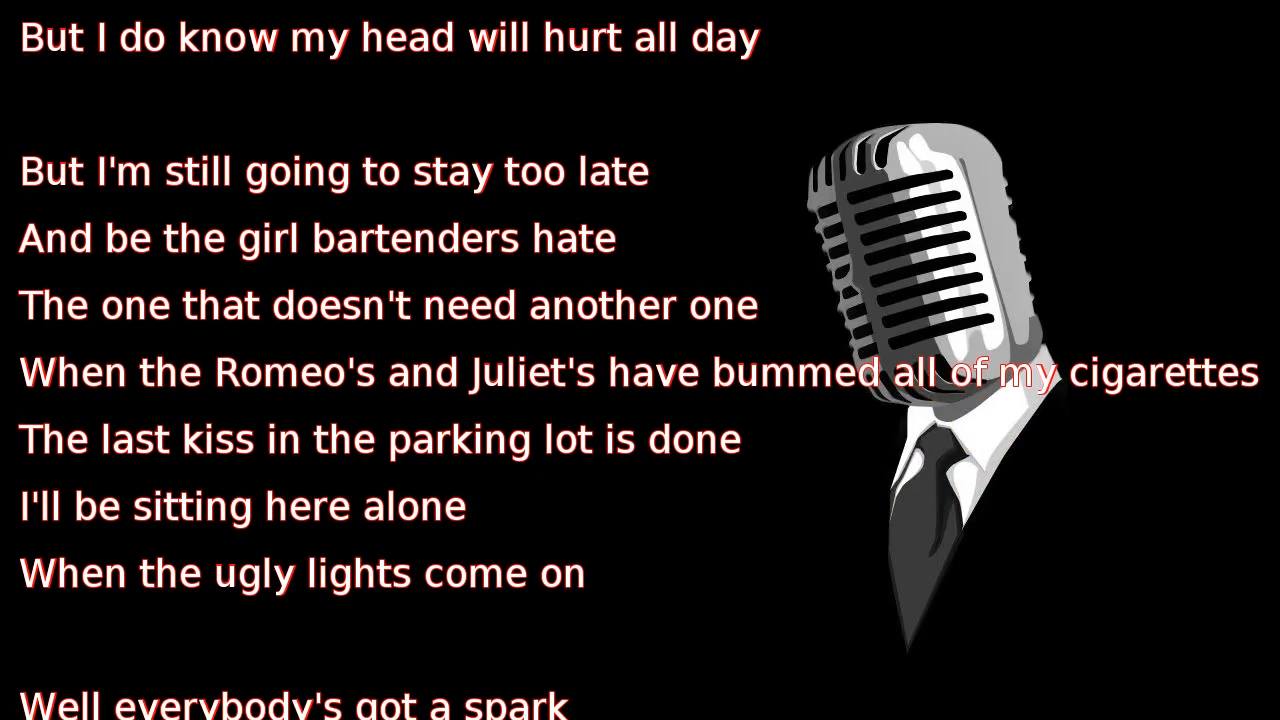 But I do know my head will hurt all day
But I'm still going to stay too late
And be the girl bartenders hate
The one that doesn't need another one
When the Romeo's and Juliet's have bummed all of my cigarettes
The last kiss in the parking lot is done
I'll be sitting here alone
When the ugly lights come on
Well everybody's got a spark